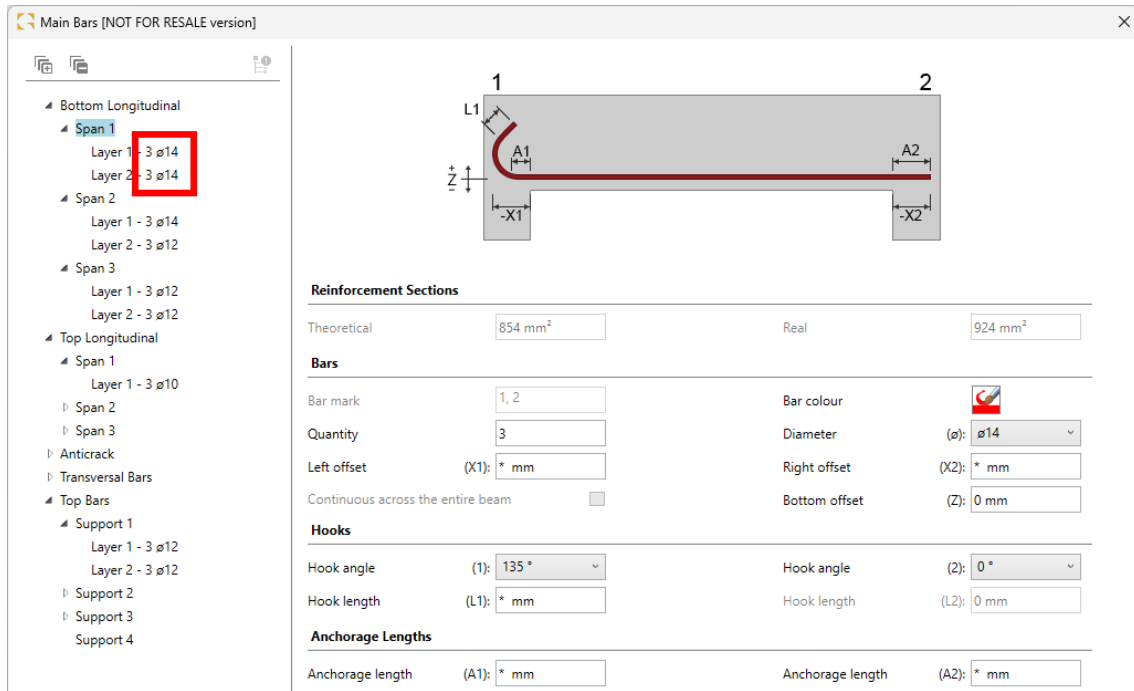 Main Bars [NOT FOR RESALE version]
Bottom Longitudinal
Span 1
Layer 1 - 3 ø14
Layer 2 - 3 ø14
Span 2
Layer 1 - 3 ø14
Layer 2 - 3 ø12
Span 3
Layer 1 - 3 ø12
Layer 2 - 3 ø12
Top Longitudinal
Span 1
Layer 1 - 3 ø10
Span 2
Span 3
Anticrack
Transversal Bars
Top Bars
Support 1
Layer 1 - 3 ø12
Layer 2 - 3 ø12
Support 2
Support 3
Support 4
1 2
L1
A1 A2
+
Z
-
-X1 -X2
Reinforcement Sections
Theoretical 854 mm² Real 924 mm²
Bars
Bar mark 1, 2 Bar colour
Quantity 3 Diameter (ø): ø14
Left offset (X1): * mm Right offset (X2): * mm
Continuous across the entire beam Bottom offset (Z): 0 mm
Hooks
Hook angle (1): 135 ° Hook angle (2): 0 °
Hook length (L1): * mm Hook length (L2): 0 mm
Anchorage Lengths
Anchorage length (A1): * mm Anchorage length (A2): * mm